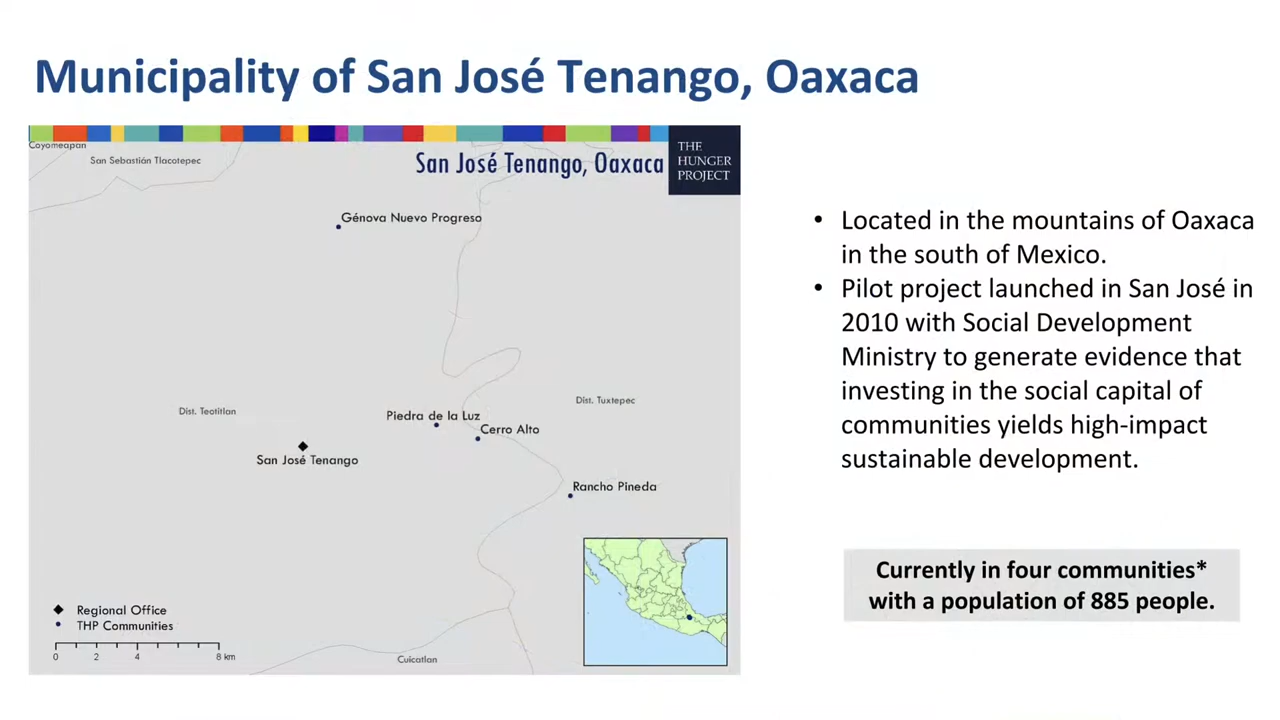 Municipality of San José Tenango, Oaxaca
Cayomeapan
San Sebastián Tlacotepec
San José Tenango, Oaxaca
THE
HUNGER
PROJECT
Génova Nuevo Progreso
Dist. Teotitlan
Dist. Tuxtepec
Piedra de la Luz
Cerro Alto
San José Tenango
Rancho Pineda
Regional Office
THP Communities
0 2 4 8 km
Cuicatlan
• Located in the mountains of Oaxaca
in the south of Mexico.
• Pilot project launched in San José in
2010 with Social Development
Ministry to generate evidence that
investing in the social capital of
communities yields high-impact
sustainable development.
Currently in four communities*
with a population of 885 people.